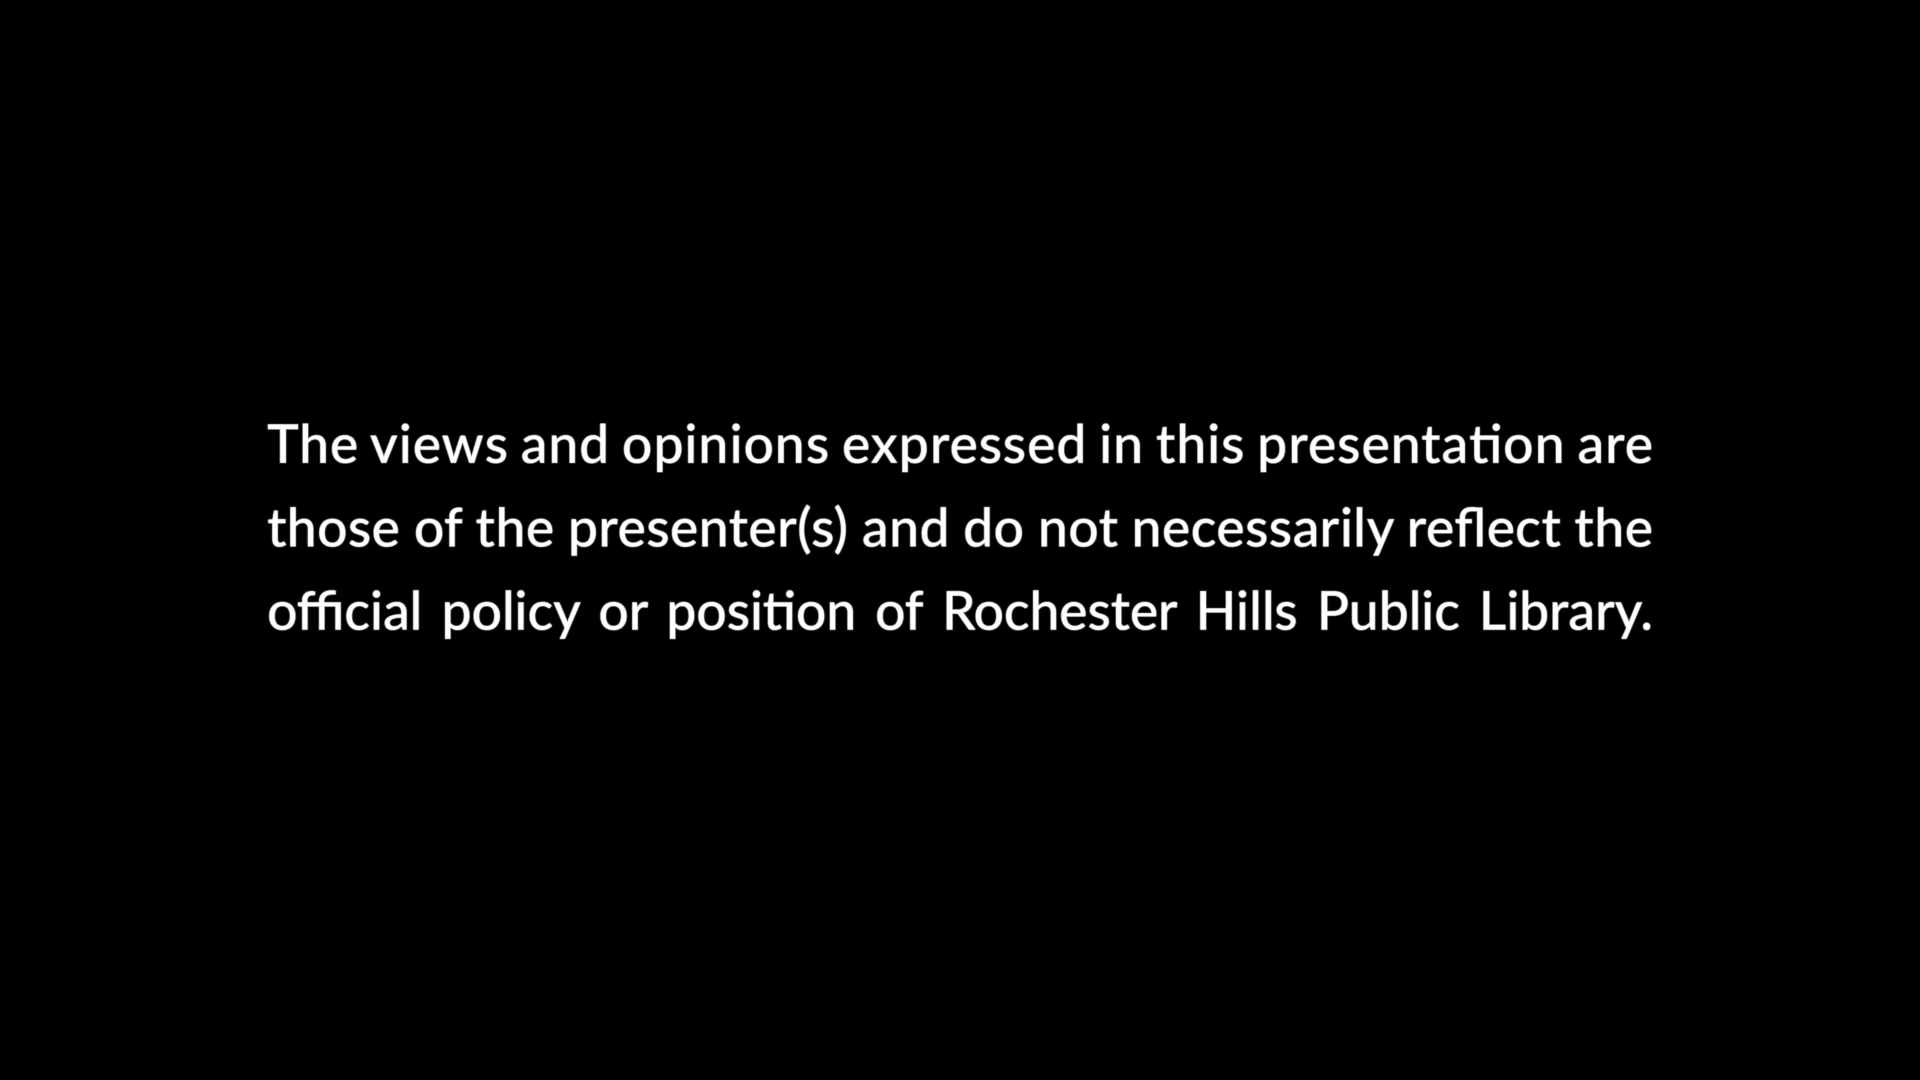 The views and opinions expressed in this presentation are
those of the presenter(s) and do not necessarily reflect the
official policy or position of Rochester Hills Public Library.